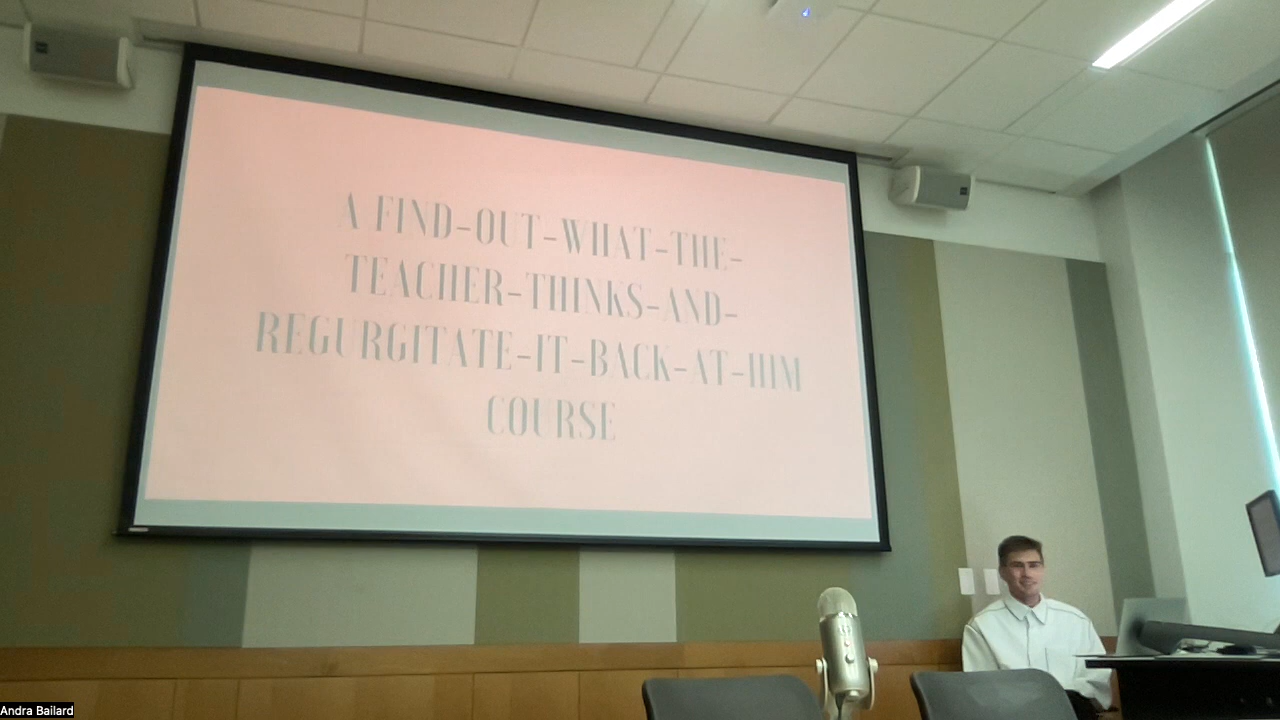 A FIND-OUT-WHAT-THE-
TEACHER-THINKS-AND-
REGURGITATE-IT-BACK-AT-HIM
COURSE
Andra Bailard